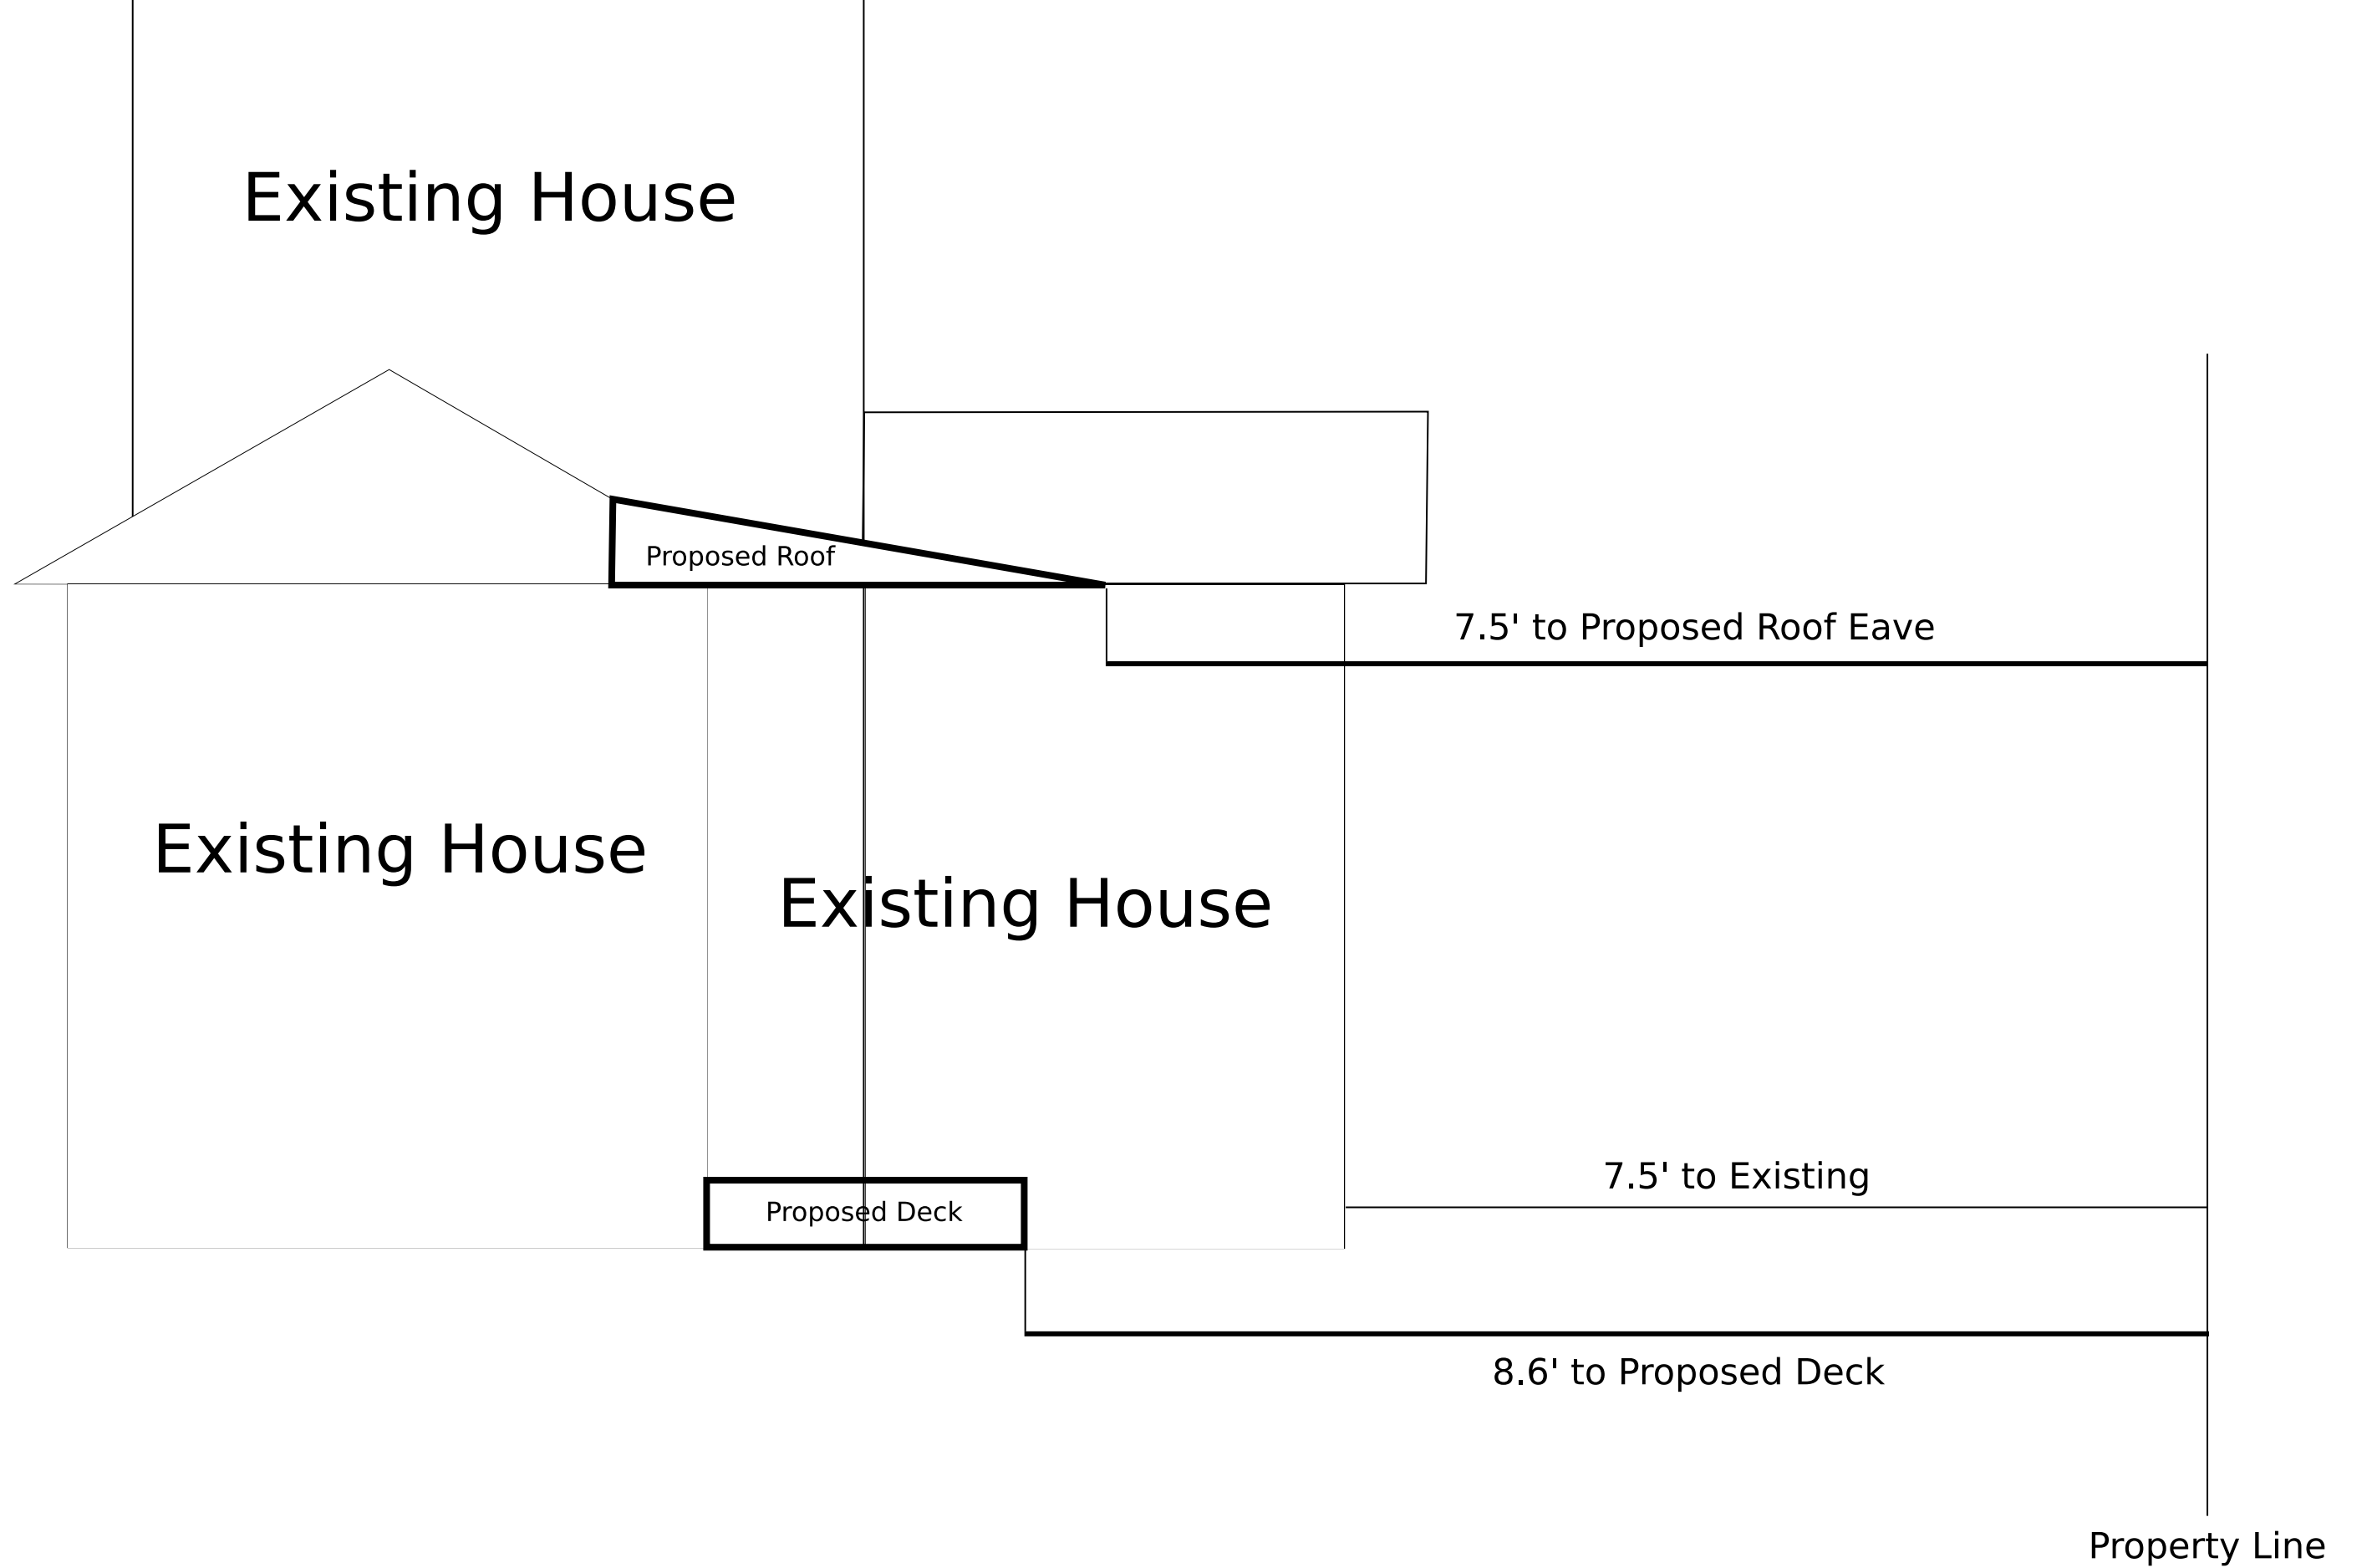 Existing House
Proposed Roof
7.5' to Proposed Roof Eave
Existing House
Existing House
7.5' to Existing
Proposed Deck
8.6' to Proposed Deck
Property Line